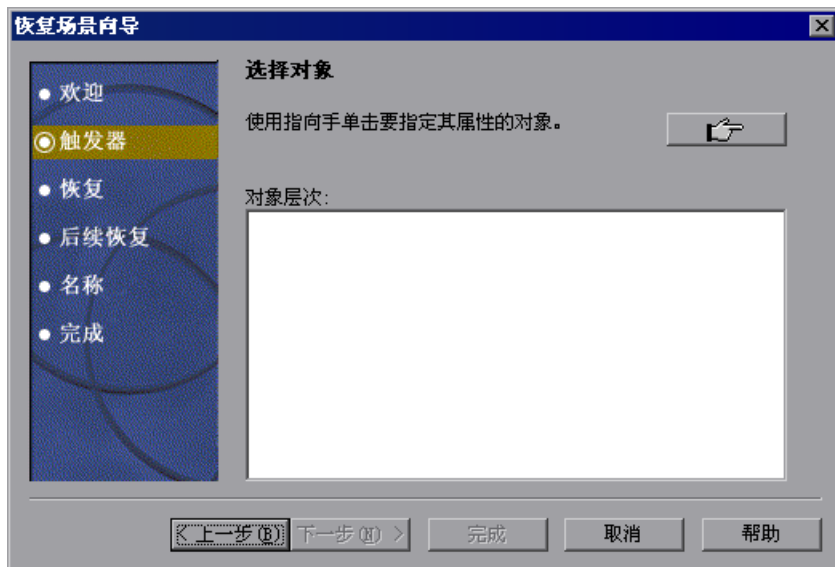 恢复场景向导
欢迎
触发器
恢复
后续恢复
名称
完成
选择对象
使用指向手单击要指定其属性的对象。
对象层次:
< 上一步(B)
下一步(N) >
完成
取消
帮助